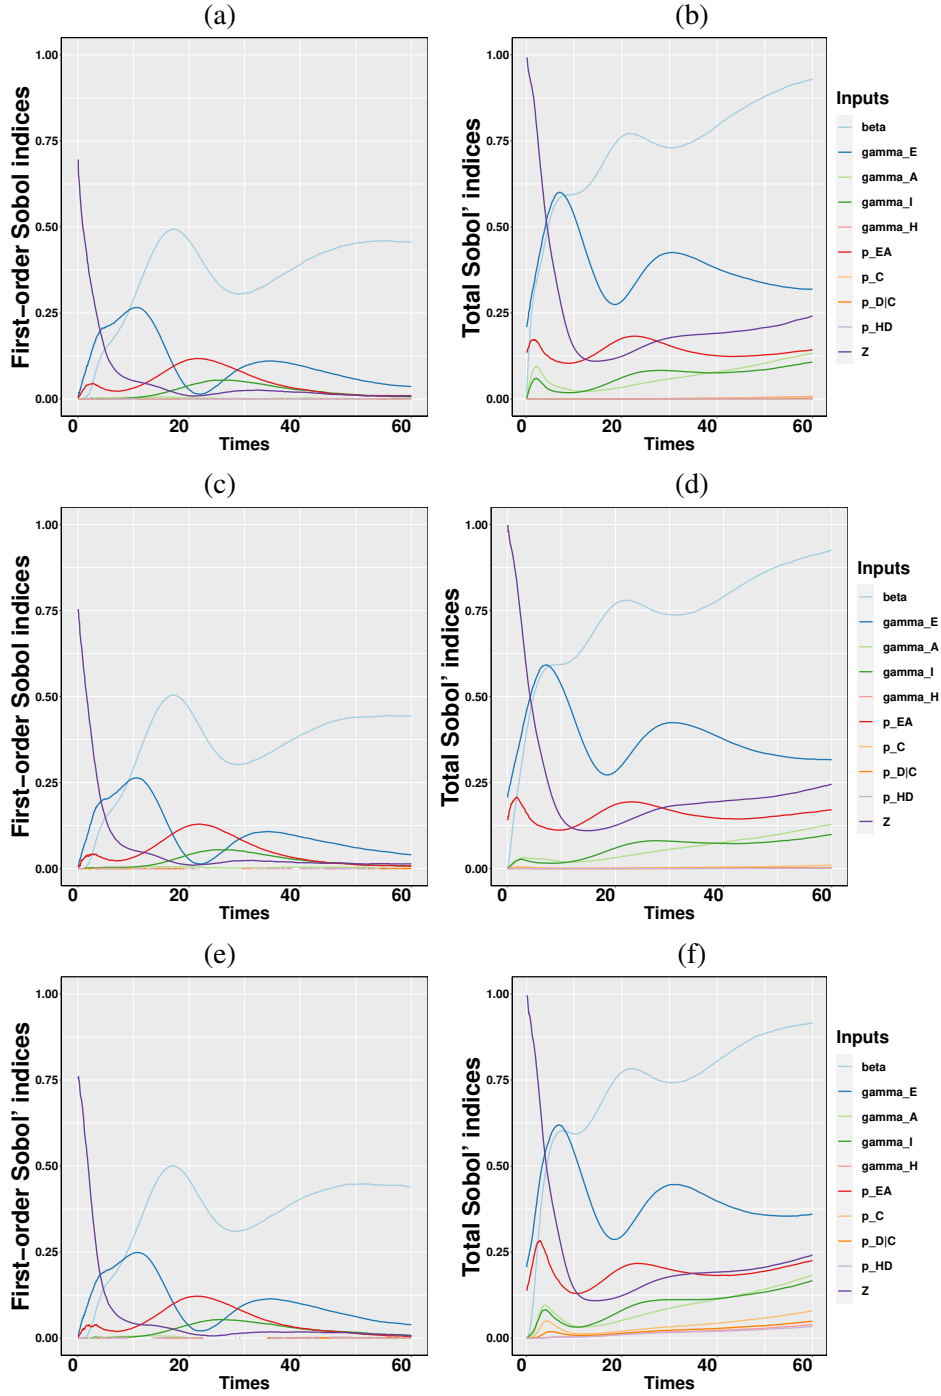 (a)
First−order Sobol indices
1.00
0.75
0.50
0.25
0.00
0
20
40
60
Times
(b)
Total Sobol' indices
1.00
0.75
0.50
0.25
0.00
0
20
40
60
Times
Inputs
beta
gamma_E
gamma_A
gamma_I
gamma_H
p_EA
p_C
p_D|C
p_HD
Z
(c)
First−order Sobol indices
1.00
0.75
0.50
0.25
0.00
0
20
40
60
Times
(d)
Total Sobol' indices
1.00
0.75
0.50
0.25
0.00
0
20
40
60
Times
Inputs
beta
gamma_E
gamma_A
gamma_I
gamma_H
p_EA
p_C
p_D|C
p_HD
Z
(e)
First−order Sobol' indices
1.00
0.75
0.50
0.25
0.00
0
20
40
60
Times
(f)
Total Sobol' indices
1.00
0.75
0.50
0.25
0.00
0
20
40
60
Times
Inputs
beta
gamma_E
gamma_A
gamma_I
gamma_H
p_EA
p_C
p_D|C
p_HD
Z